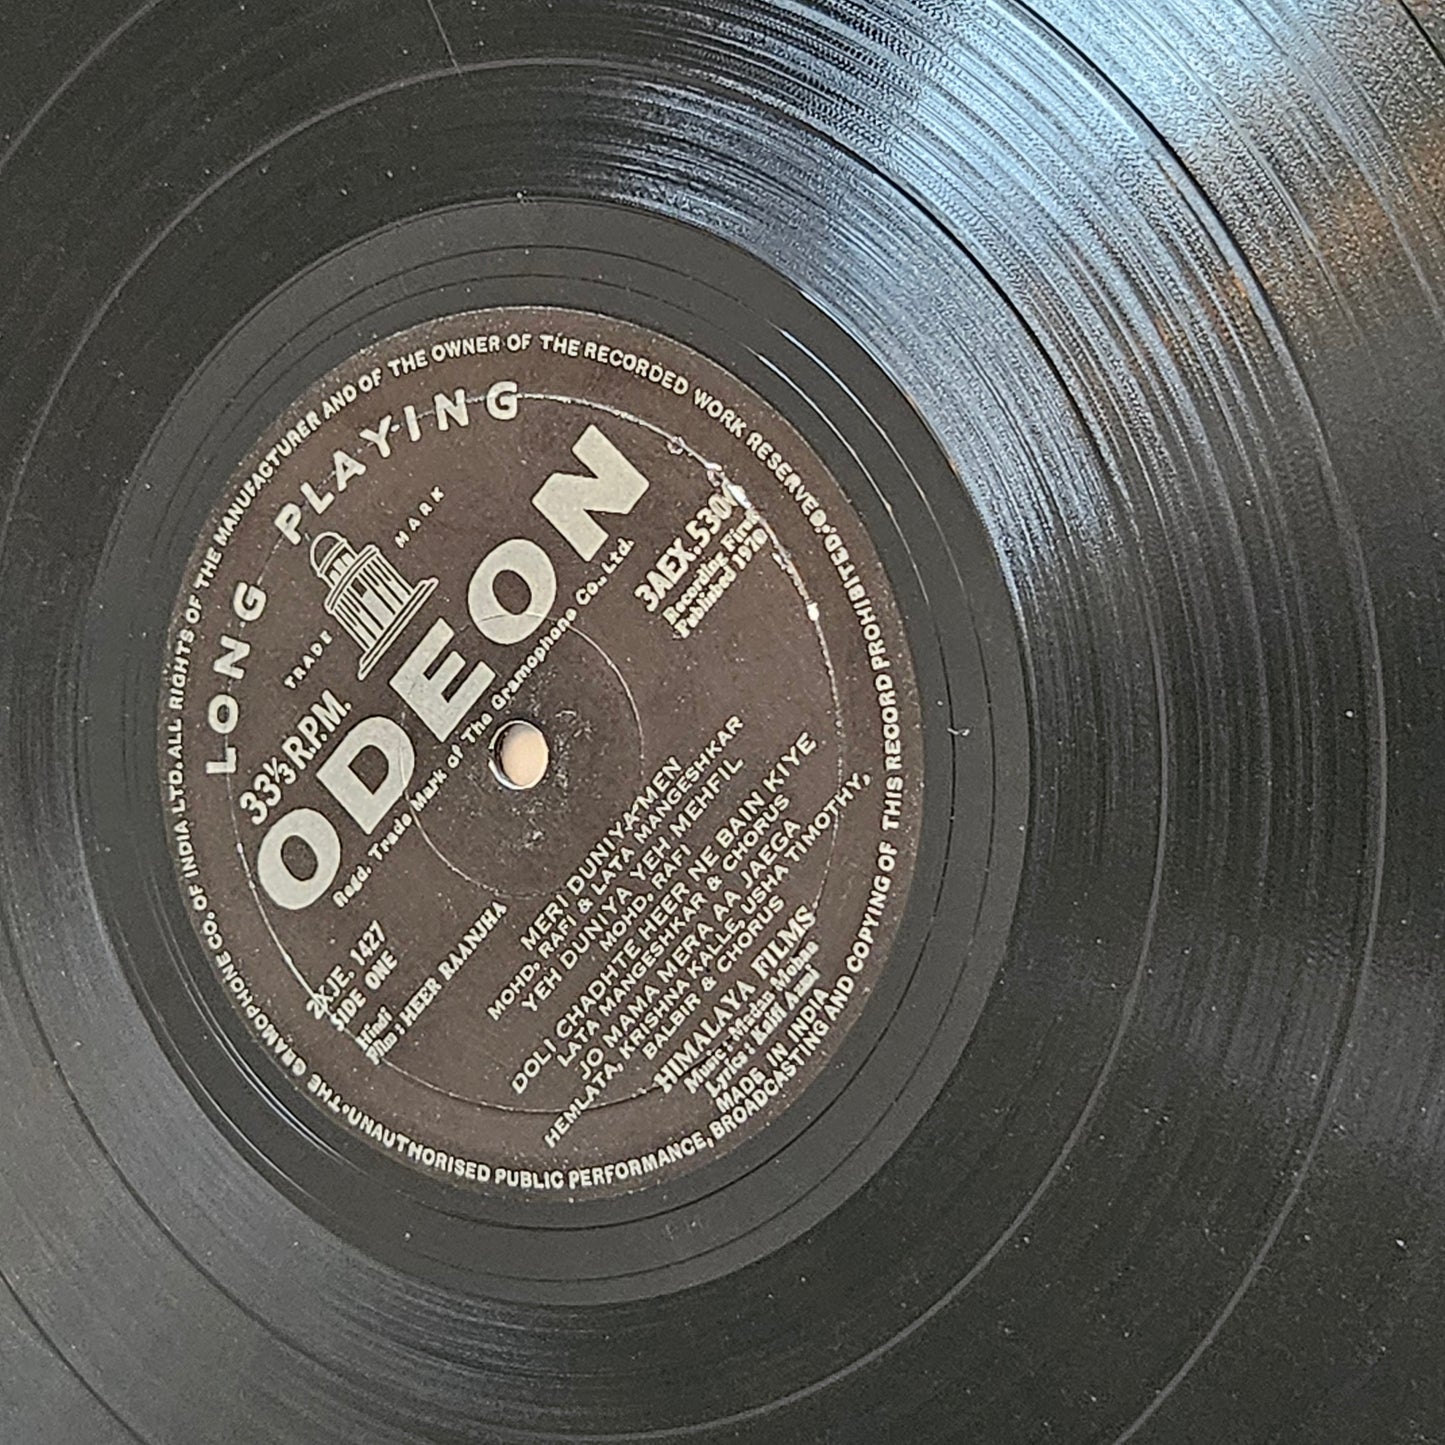 LONG PLAYING
TRADE MARK
33⅓ R.P.M.
ODEON
Regd. Trade Mark of The Gramophone Co., Ltd.
Recording First
Published 1970
2XJE. 1427
SIDE ONE
Hindi
Film : HEER RAANJHA
MERI DUNIYA MEN
MOHD. RAFI & LATA MANGESHKAR
YEH DUNIYA YEH MEHFIL
MOHD. RAFI
DOLI CHADHTE HEER NE BAIN KIYE
LATA MANGESHKAR & CHORUS
JO MAMA MERA AA JAEGA
HEMLATA, KRISHNA KALLE, USHA TIMOTHY,
BALBIR & CHORUS
HIMALAYA FILMS
Music : Madan Mohan
Lyrics : Kaifi Azmi
MADE IN INDIA
THE GRAMOPHONE CO. OF INDIA LTD. ALL RIGHTS OF THE MANUFACTURER AND OF THE OWNER OF THE RECORDED WORK RESERVED. UNAUTHORISED PUBLIC PERFORMANCE, BROADCASTING AND COPYING OF THIS RECORD PROHIBITED.